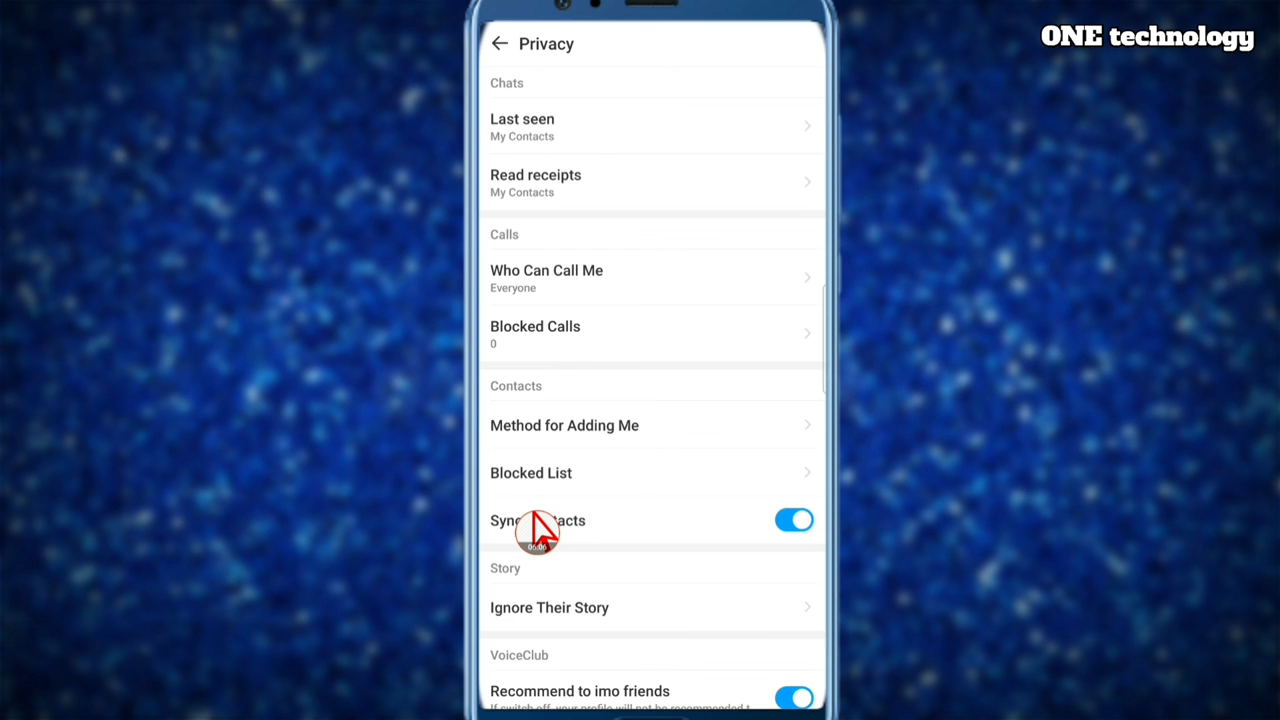 ONE technology
Privacy
Chats
Last seen
My Contacts
Read receipts
My Contacts
Calls
Who Can Call Me
Everyone
Blocked Calls
0
Contacts
Method for Adding Me
Blocked List
Story
Ignore Their Story
VoiceClub
Recommend to imo friends